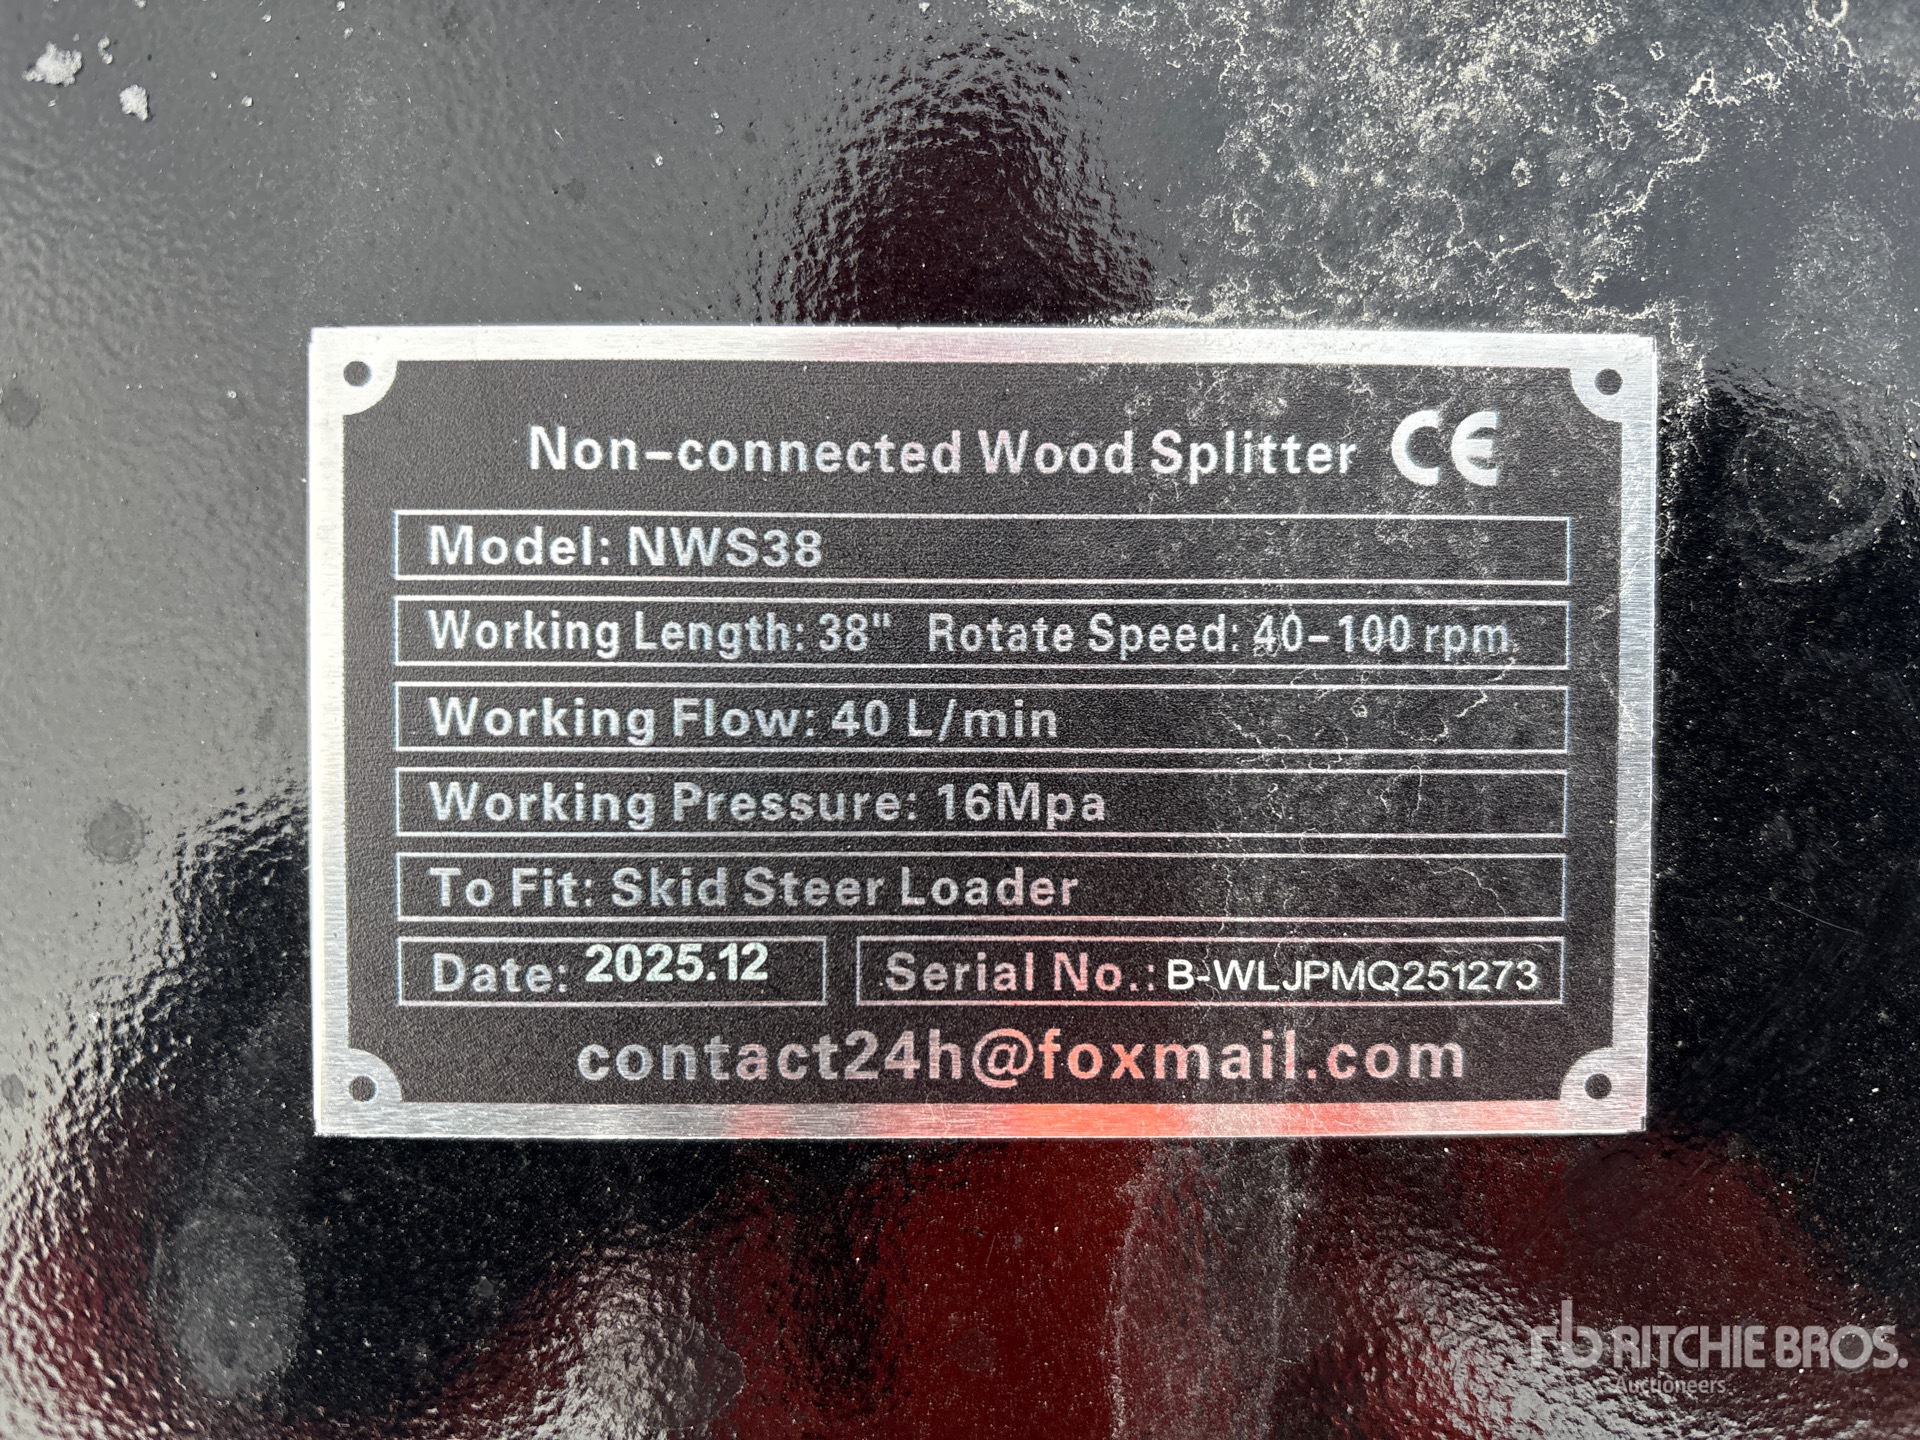 Non-connected Wood Splitter CE
Model: NWS38
Working Length: 38" Rotate Speed: 40-100 rpm.
Working Flow: 40 L/min
Working Pressure: 16Mpa
To Fit: Skid Steer Loader
Date: 2025.12 Serial No.: B-WLJPMQ251273
contact24h@foxmail.com
rb RITCHIE BROS.
Auctioneers